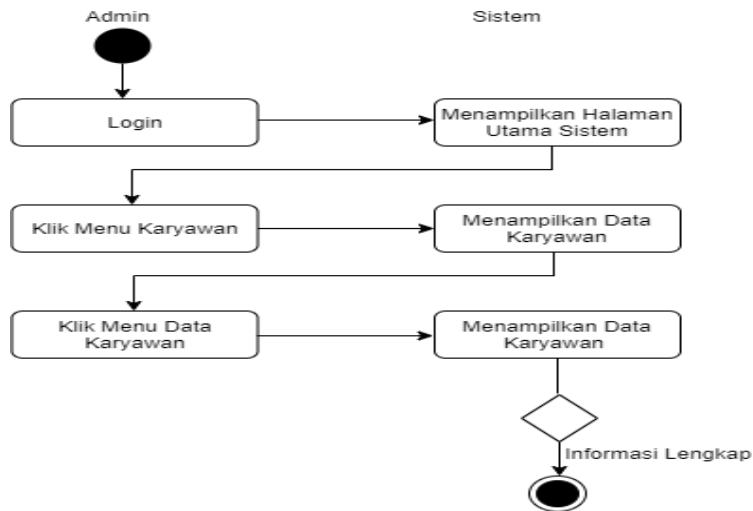 Admin
Sistem
Login
Menampilkan Halaman
Utama Sistem
Klik Menu Karyawan
Menampilkan Data
Karyawan
Klik Menu Data
Karyawan
Menampilkan Data
Karyawan
Informasi Lengkap